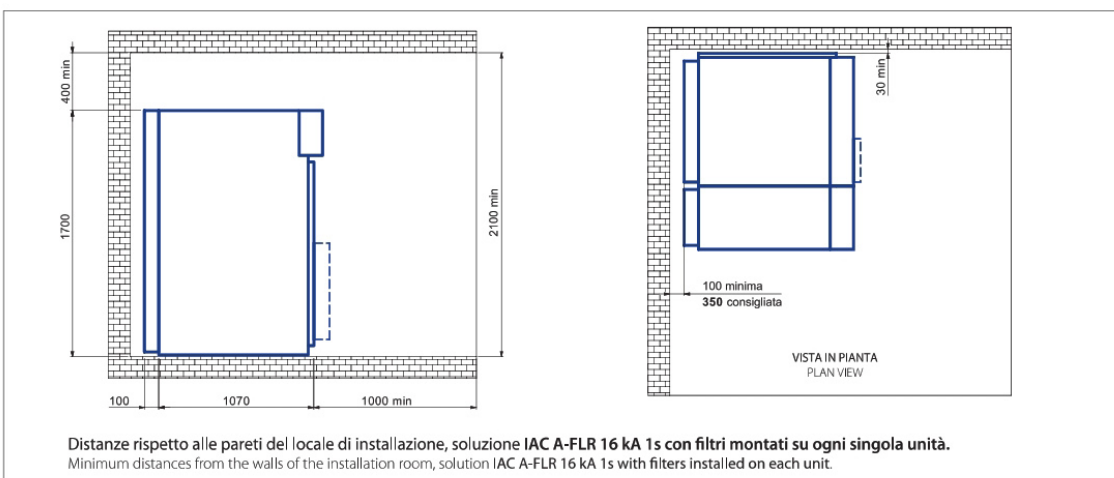 400 min
1700
2100 min
100
1070
1000 min
30 min
100 minima
350 consigliata
VISTA IN PIANTA
PLAN VIEW
Distanze rispetto alle pareti del locale di installazione, soluzione IAC A-FLR 16 kA 1s con filtri montati su ogni singola unità.
Minimum distances from the walls of the installation room, solution IAC A-FLR 16 kA 1s with filters installed on each unit.